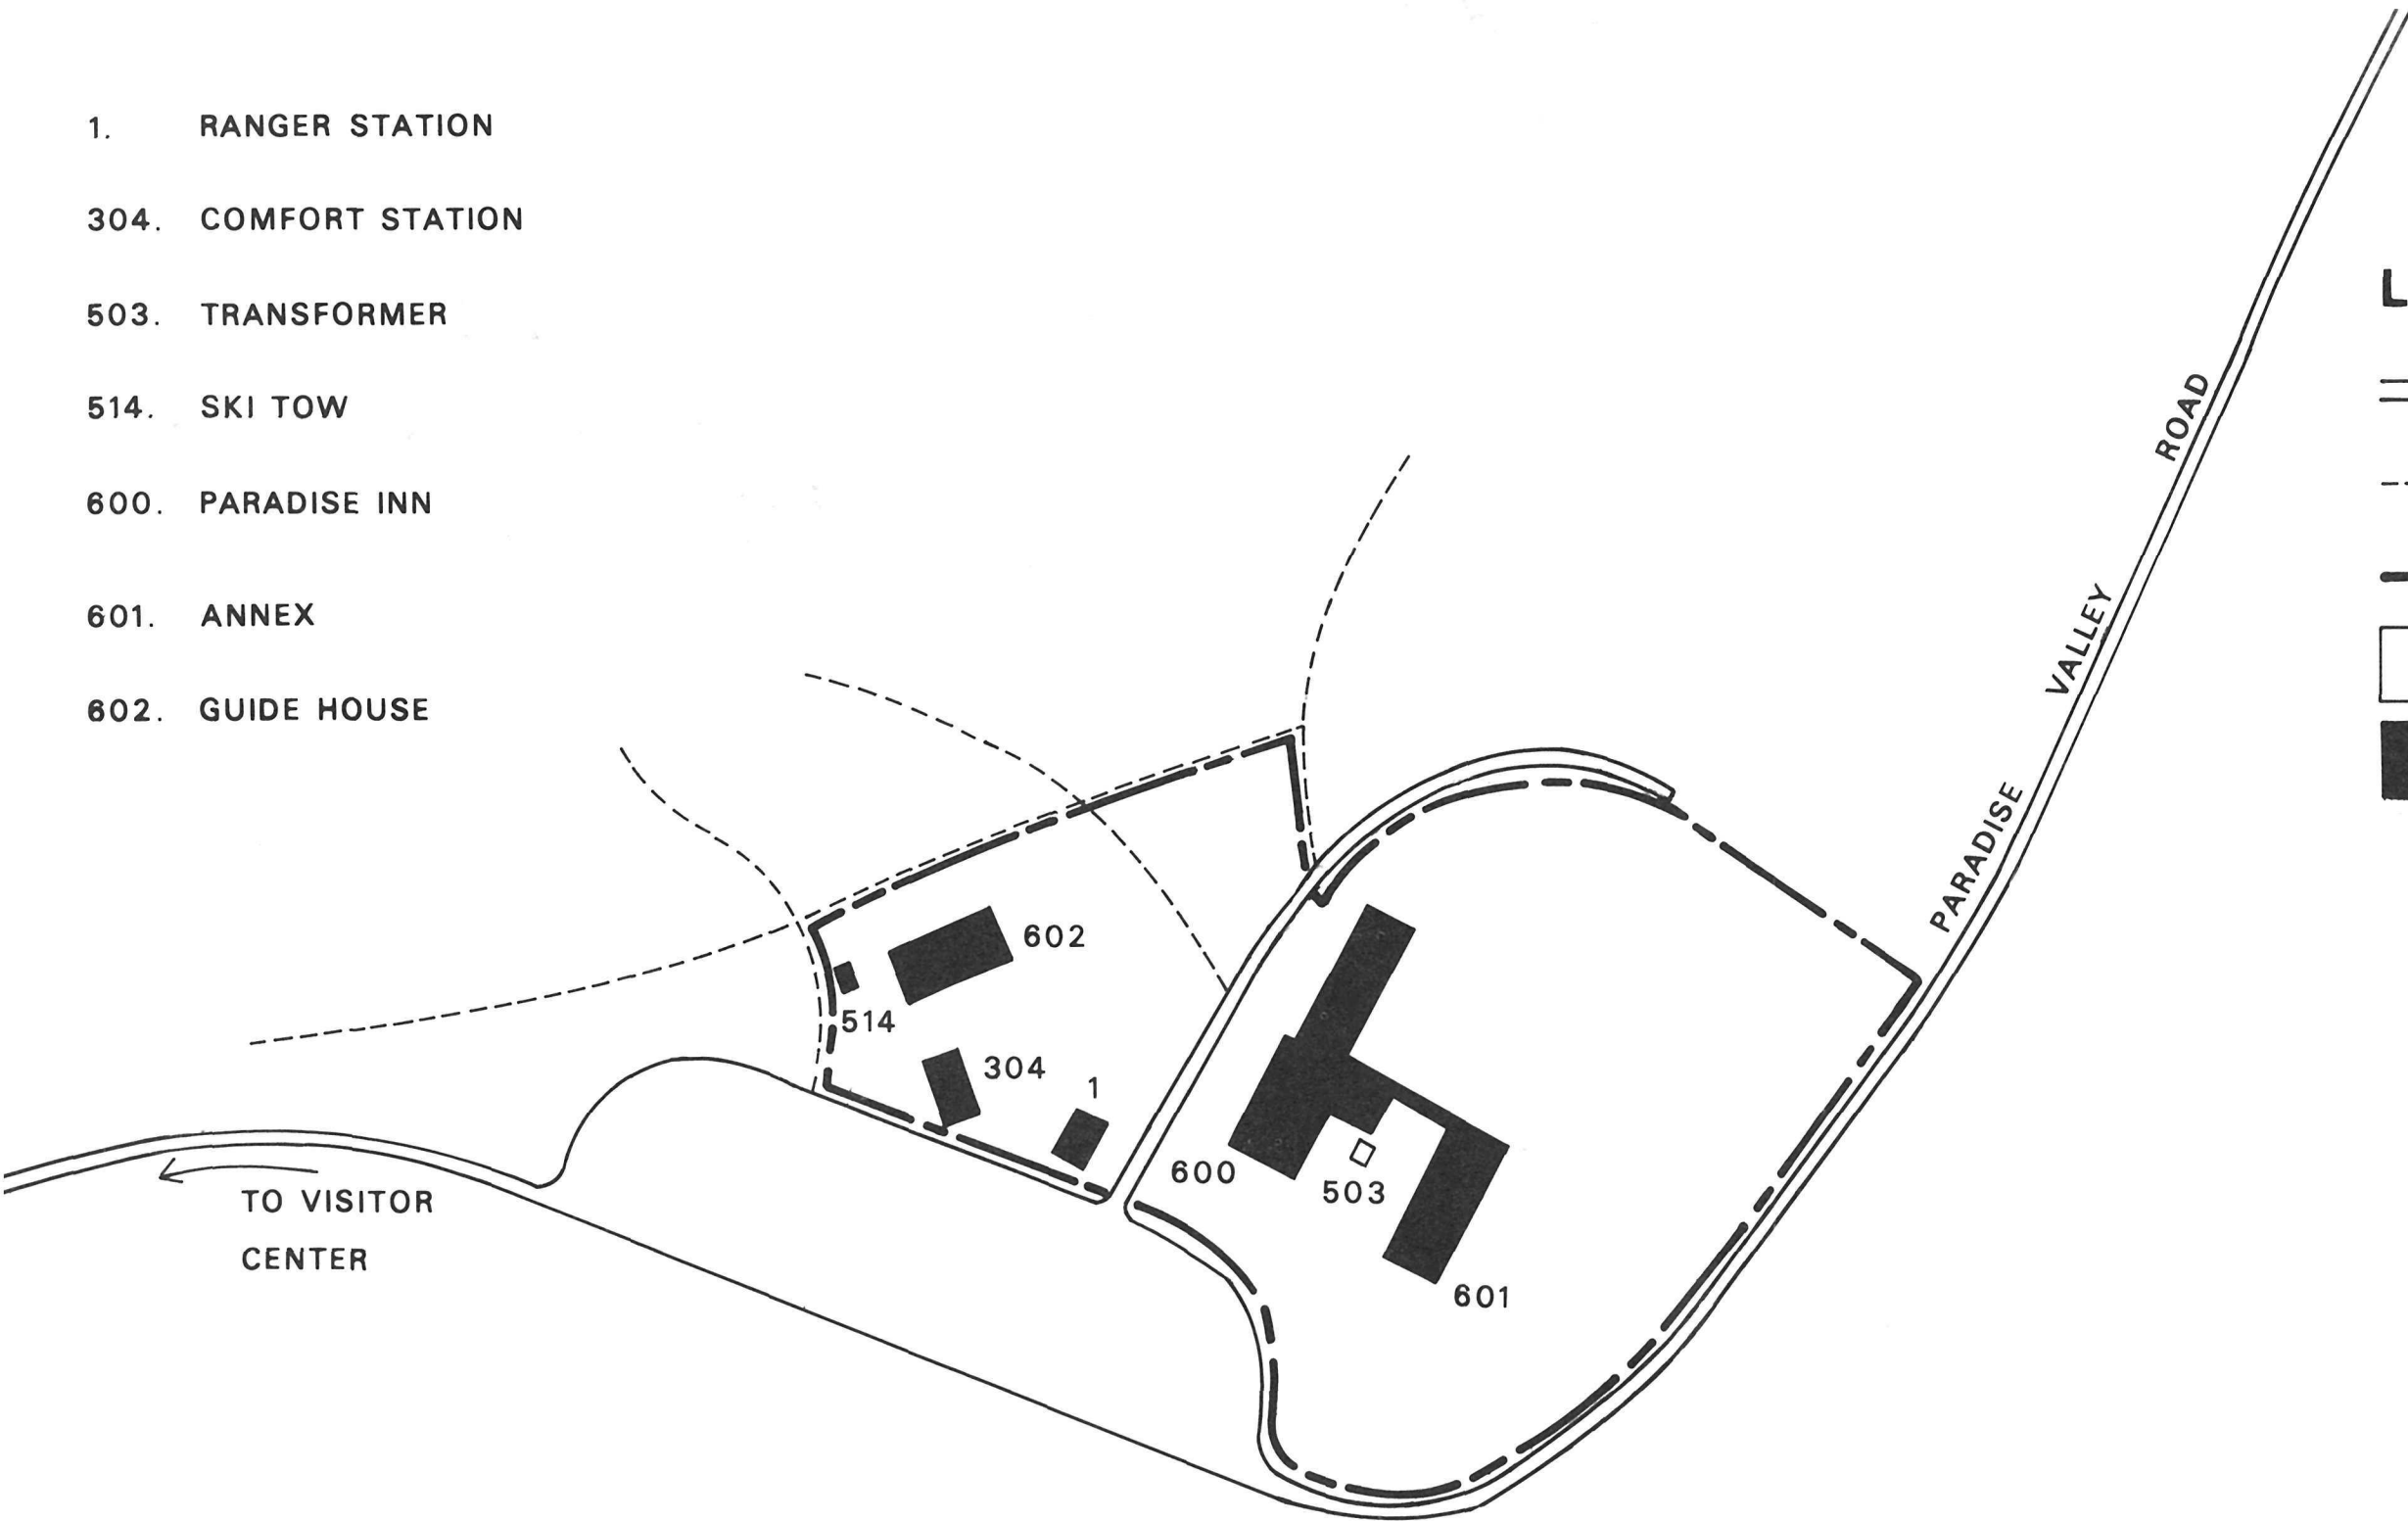 1. RANGER STATION
304. COMFORT STATION
503. TRANSFORMER
514. SKI TOW
600. PARADISE INN
601. ANNEX
602. GUIDE HOUSE
PARADISE VALLEY ROAD
602
514
304
1
600
503
601
TO VISITOR
CENTER